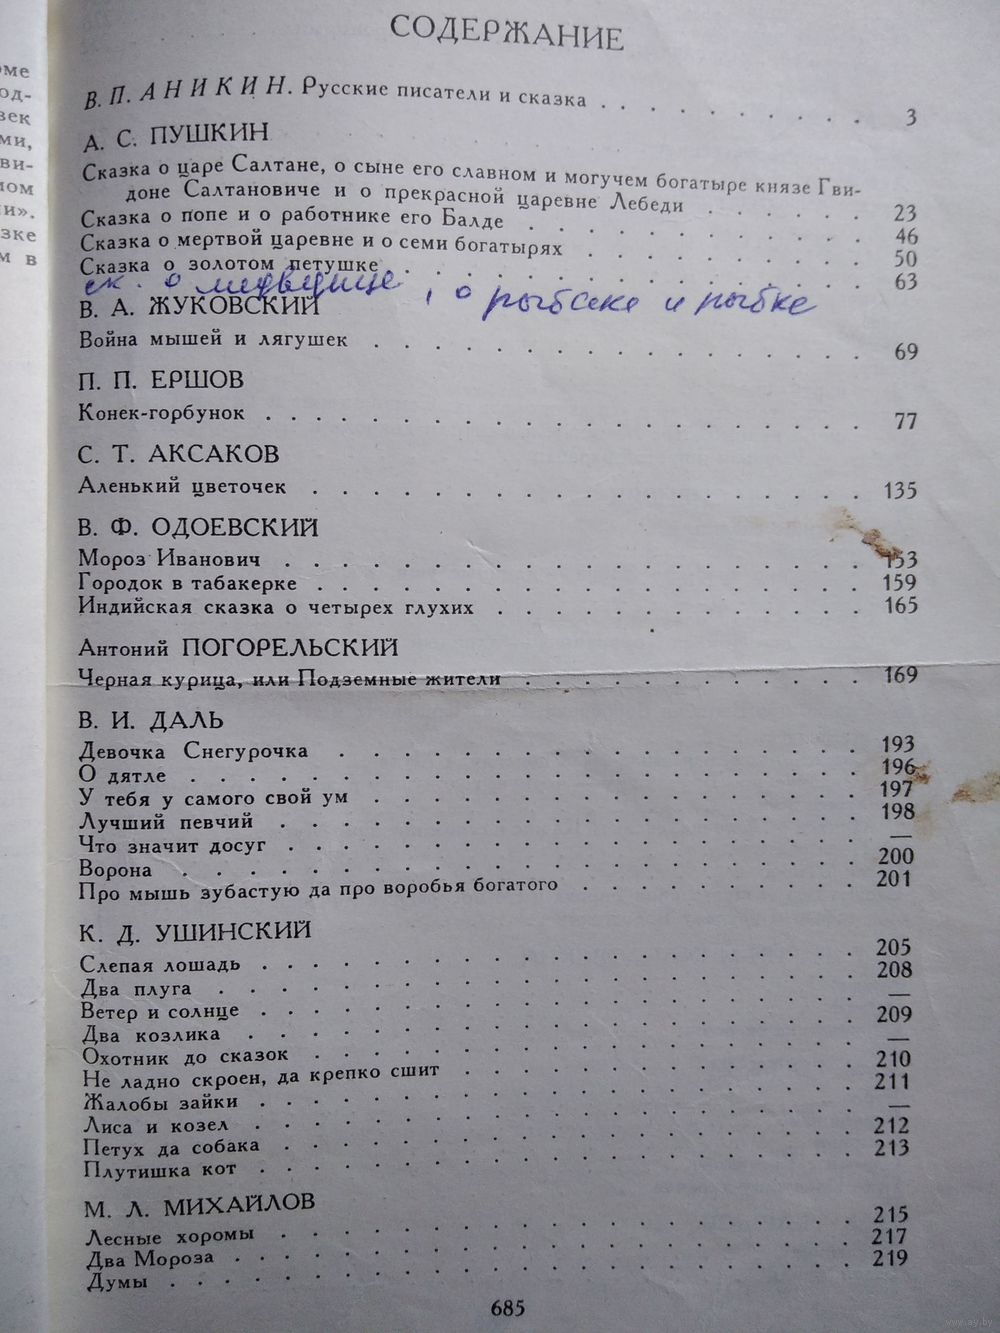 СОДЕРЖАНИЕ
В. П. АНИКИН. Русские писатели и сказка . . . . . . . . . 3
А. С. ПУШКИН
Сказка о царе Салтане, о сыне его славном и могучем богатыре князе Гви-
доне Салтановиче и о прекрасной царевне Лебеди . . . . . . 23
Сказка о попе и о работнике его Балде . . . . . . . . . . . 46
Сказка о мертвой царевне и о семи богатырях . . . . . . . . . 50
Сказка о золотом петушке . . . . . . . . . . . . . . . 63
ск. о медведице, о рыбаке и рыбке
В. А. ЖУКОВСКИЙ
Война мышей и лягушек . . . . . . . . . . . . . . . . . 69
П. П. ЕРШОВ
Конек-горбунок . . . . . . . . . . . . . . . . . . . . . 77
С. Т. АКСАКОВ
Аленький цветочек . . . . . . . . . . . . . . . . . . . 135
В. Ф. ОДОЕВСКИЙ
Мороз Иванович . . . . . . . . . . . . . . . . . . . . 153
Городок в табакерке . . . . . . . . . . . . . . . . . . . 159
Индийская сказка о четырех глухих . . . . . . . . . . . . . 165
Антоний ПОГОРЕЛЬСКИЙ
Черная курица, или Подземные жители . . . . . . . . . . . . 169
В. И. ДАЛЬ
Девочка Снегурочка . . . . . . . . . . . . . . . . . . 193
О дятле . . . . . . . . . . . . . . . . . . . . . . . 196
У тебя у самого свой ум . . . . . . . . . . . . . . . . . 197
Лучший певчий . . . . . . . . . . . . . . . . . . . . 198
Что значит досуг . . . . . . . . . . . . . . . . . . . . —
Ворона . . . . . . . . . . . . . . . . . . . . . . . 200
Про мышь зубастую да про воробья богатого . . . . . . . . . . 201
К. Д. УШИНСКИЙ
Слепая лошадь . . . . . . . . . . . . . . . . . . . . . 205
Два плуга . . . . . . . . . . . . . . . . . . . . . . . 208
Ветер и солнце . . . . . . . . . . . . . . . . . . . . . —
Два козлика . . . . . . . . . . . . . . . . . . . . . . 209
Охотник до сказок . . . . . . . . . . . . . . . . . . . —
Не ладно скроен, да крепко сшит . . . . . . . . . . . . . . 210
Жалобы зайки . . . . . . . . . . . . . . . . . . . . . 211
Лиса и козел . . . . . . . . . . . . . . . . . . . . . —
Петух да собака . . . . . . . . . . . . . . . . . . . . 212
Плутишка кот . . . . . . . . . . . . . . . . . . . . . 213
М. Л. МИХАЙЛОВ
Лесные хоромы . . . . . . . . . . . . . . . . . . . . 215
Два Мороза . . . . . . . . . . . . . . . . . . . . . . 217
Думы . . . . . . . . . . . . . . . . . . . . . . . . 219
685
www.ay.by